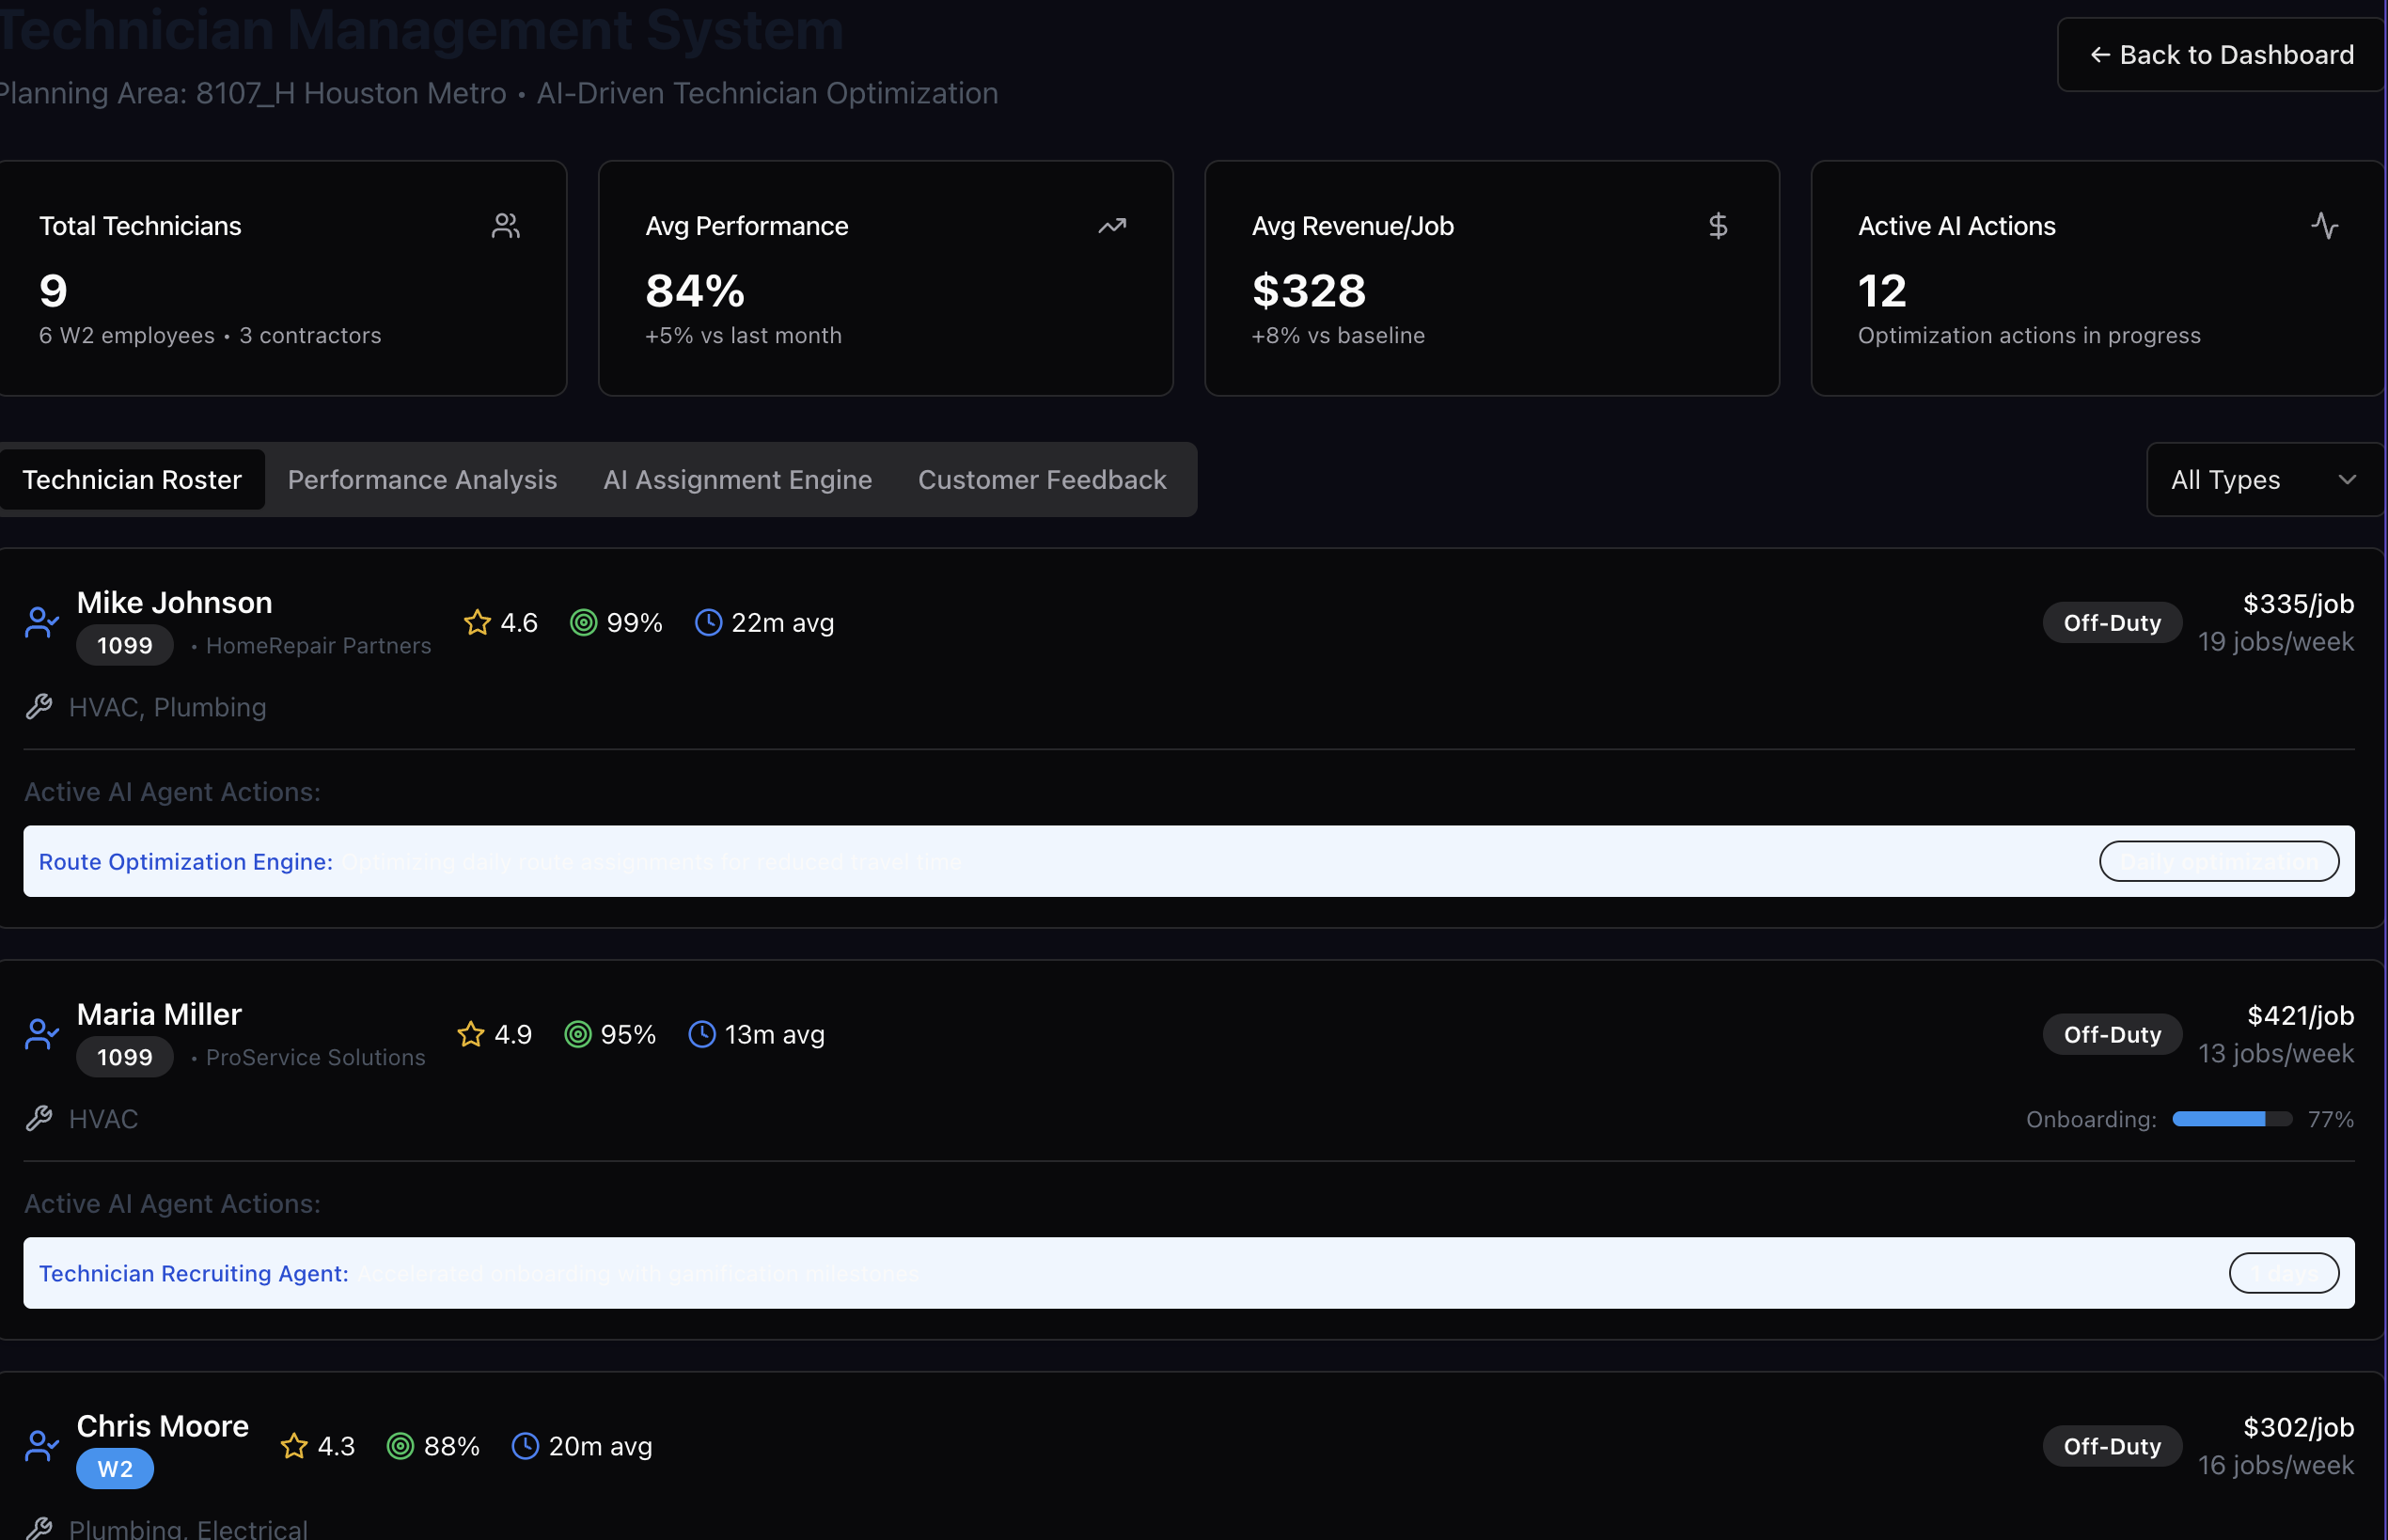 Technician Management System
← Back to Dashboard
Planning Area: 8107_H Houston Metro • AI-Driven Technician Optimization
Total Technicians
9
6 W2 employees • 3 contractors
Avg Performance
84%
+5% vs last month
Avg Revenue/Job
$328
+8% vs baseline
Active AI Actions
12
Optimization actions in progress
Technician Roster Performance Analysis AI Assignment Engine Customer Feedback
All Types
Mike Johnson
1099 • HomeRepair Partners
4.6 99% 22m avg
Off-Duty
$335/job
19 jobs/week
HVAC, Plumbing
Active AI Agent Actions:
Route Optimization Engine: Optimizing daily route assignments for reduced travel time
Daily optimization
Maria Miller
1099 • ProService Solutions
4.9 95% 13m avg
Off-Duty
$421/job
13 jobs/week
HVAC
Onboarding: 77%
Active AI Agent Actions:
Technician Recruiting Agent: Accelerated onboarding with gamification milestones
1 days
Chris Moore
W2
4.3 88% 20m avg
Off-Duty
$302/job
16 jobs/week
Plumbing, Electrical